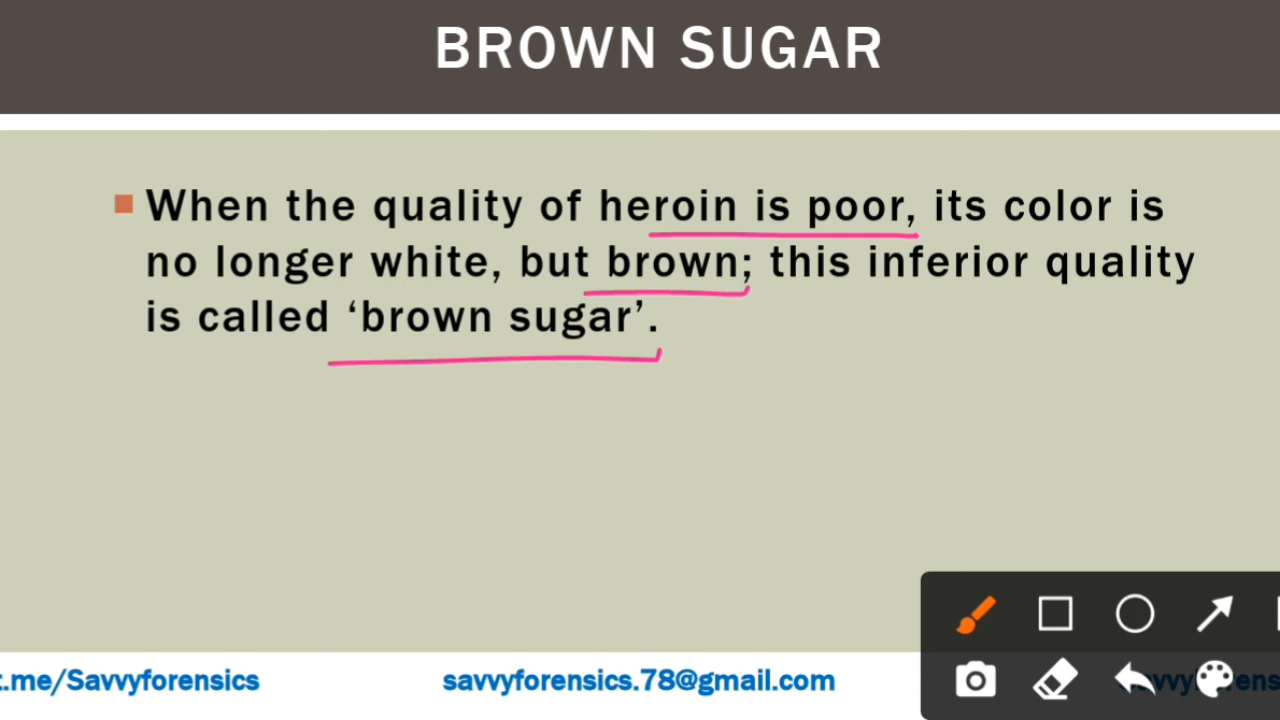 BROWN SUGAR
When the quality of heroin is poor, its color is
no longer white, but brown; this inferior quality
is called ‘brown sugar’.
t.me/Savvyforensics
savvyforensics.78@gmail.com